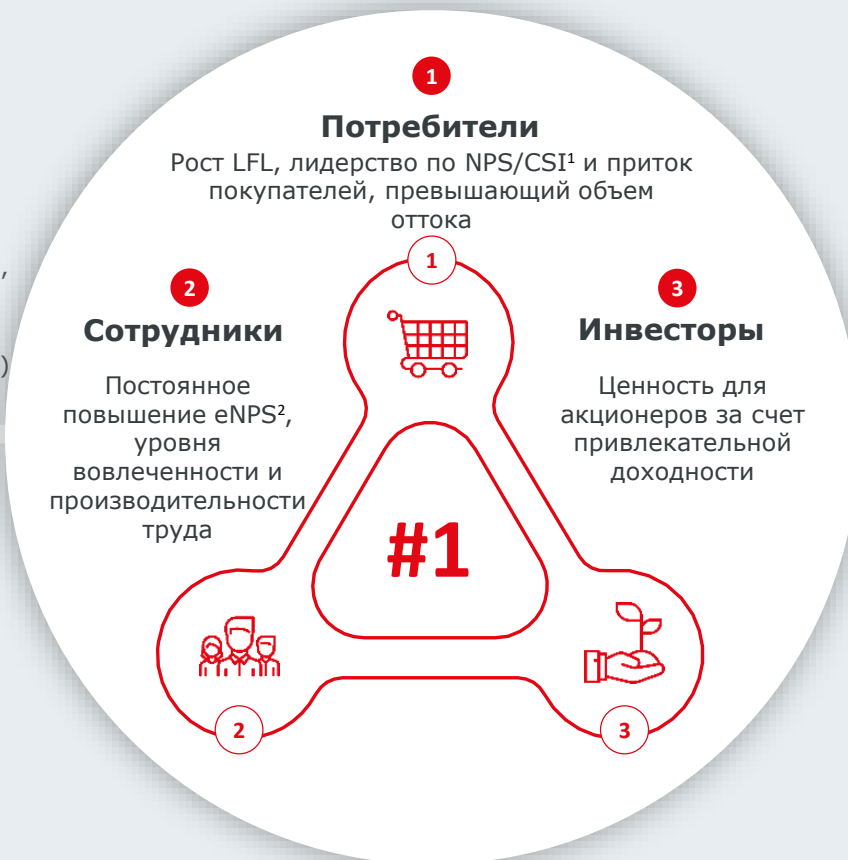 1
Потребители
Рост LFL, лидерство по NPS/CSI¹ и приток
покупателей, превышающий объем
оттока
1
,
)
2
Сотрудники
Постоянное
повышение eNPS²,
уровня
вовлеченности и
производительности
труда
3
Инвесторы
Ценность для
акционеров за счет
привлекательной
доходности
#1
2
3